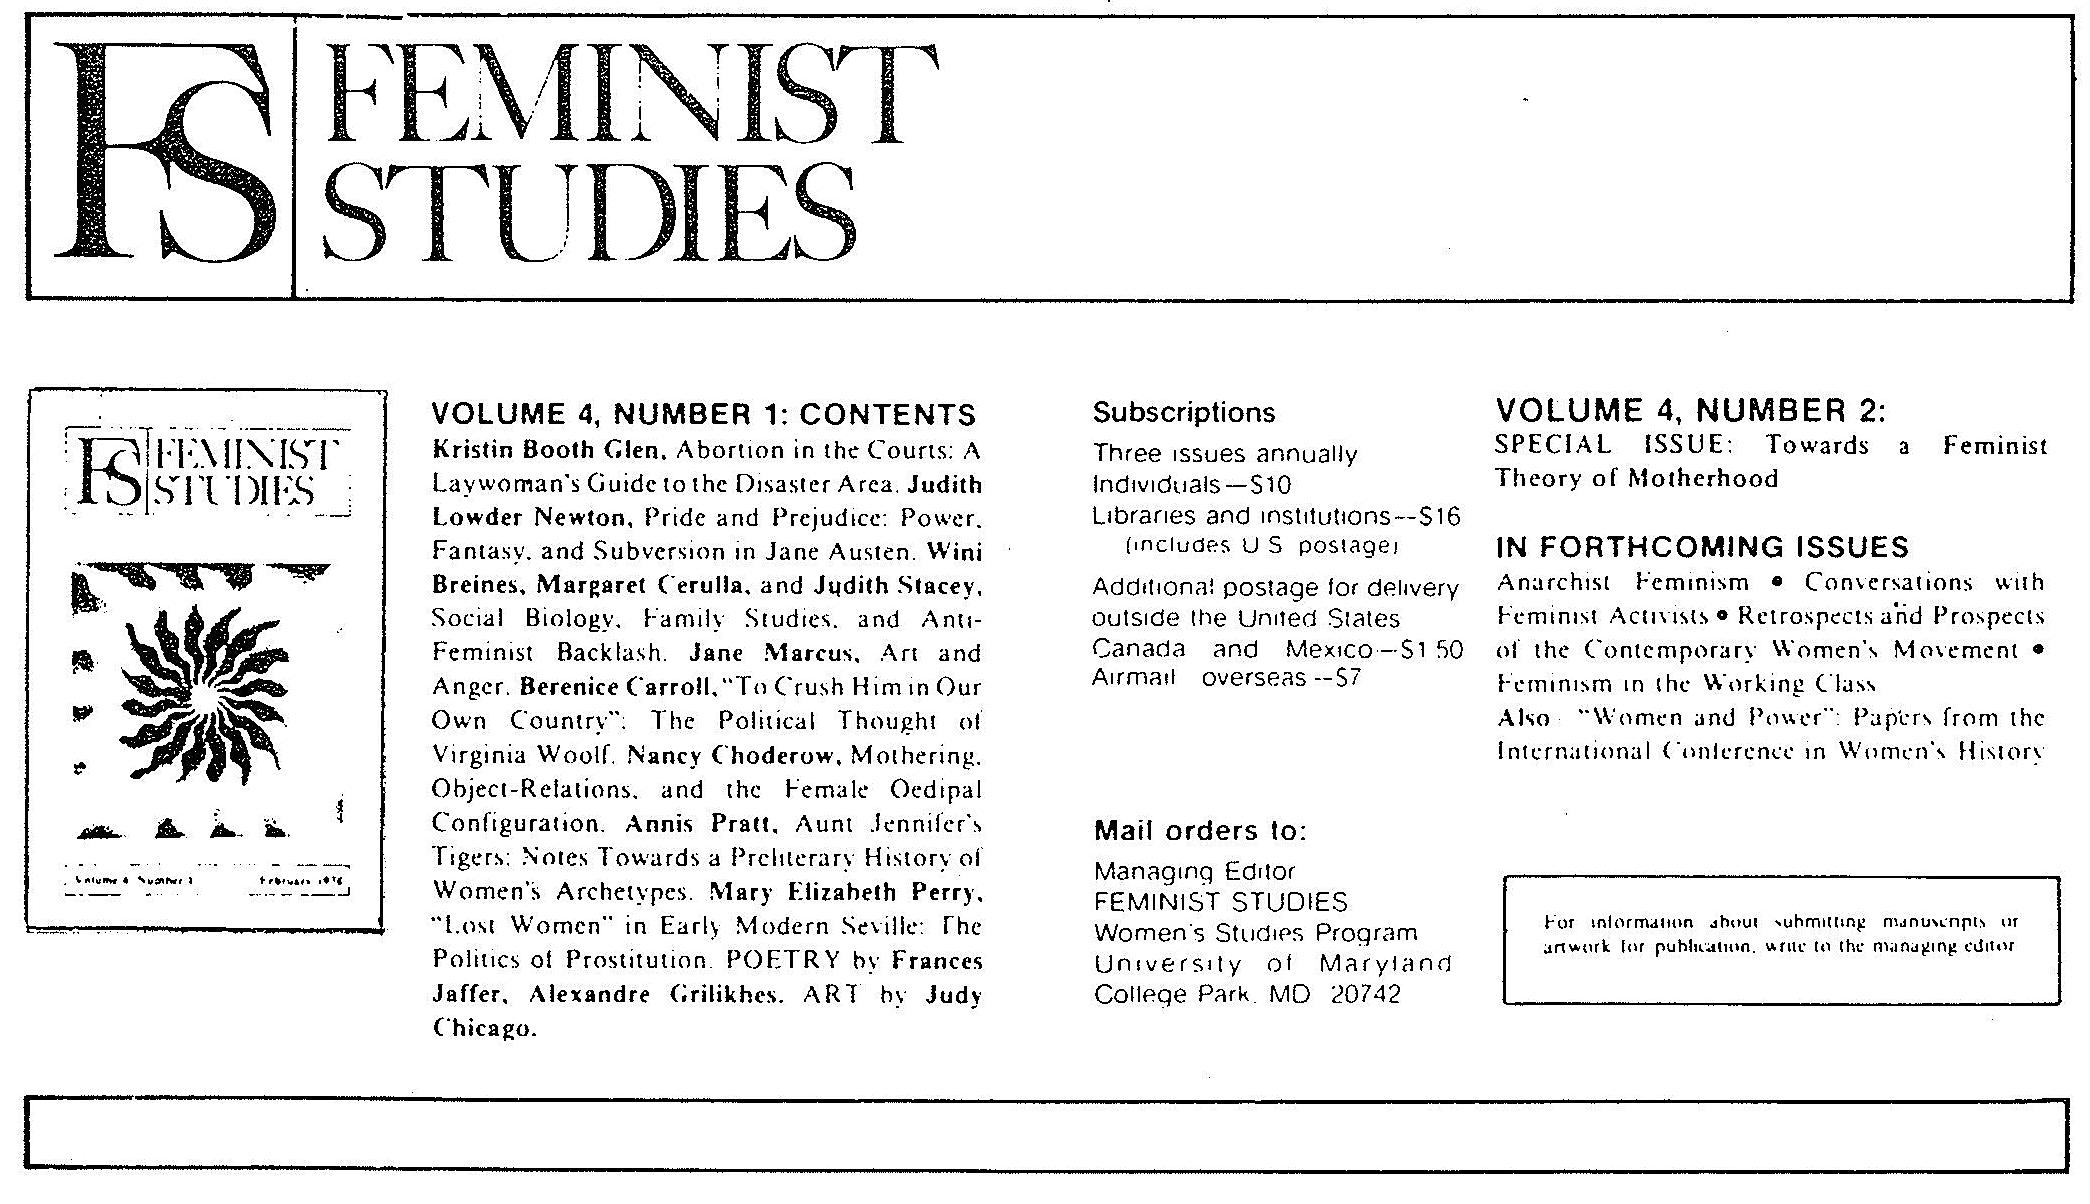 FS
FEMINIST
STUDIES
FS
FEMINIST
STUDIES
Volume 4 Number 1
February 1978
VOLUME 4, NUMBER 1: CONTENTS
Kristin Booth Glen, Abortion in the Courts: A
Laywoman's Guide to the Disaster Area. Judith
Lowder Newton, Pride and Prejudice: Power,
Fantasy, and Subversion in Jane Austen. Wini
Breines, Margaret Cerulla, and Judith Stacey,
Social Biology, Family Studies, and Anti-
Feminist Backlash. Jane Marcus, Art and
Anger. Berenice Carroll, "To Crush Him in Our
Own Country": The Political Thought of
Virginia Woolf. Nancy Choderow, Mothering,
Object-Relations, and the Female Oedipal
Configuration. Annis Pratt, Aunt Jennifer's
Tigers: Notes Towards a Preliterary History of
Women's Archetypes. Mary Elizabeth Perry,
"Lost Women" in Early Modern Seville: The
Politics of Prostitution. POETRY by Frances
Jaffer, Alexandre Grilikhes. ART by Judy
Chicago.
Subscriptions
Three issues annually
Individuals—$10
Libraries and institutions--$16
(includes U S postage)
Additional postage for delivery
outside the United States
Canada and Mexico—$1 50
Airmail overseas--$7
Mail orders to:
Managing Editor
FEMINIST STUDIES
Women's Studies Program
University of Maryland
College Park, MD 20742
VOLUME 4, NUMBER 2:
SPECIAL ISSUE: Towards a Feminist
Theory of Motherhood
IN FORTHCOMING ISSUES
Anarchist Feminism • Conversations with
Feminist Activists • Retrospects and Prospects
of the Contemporary Women's Movement •
Feminism in the Working Class
Also "Women and Power": Papers from the
International Conference in Women's History
For information about submitting manuscripts or
artwork for publication, write to the managing editor